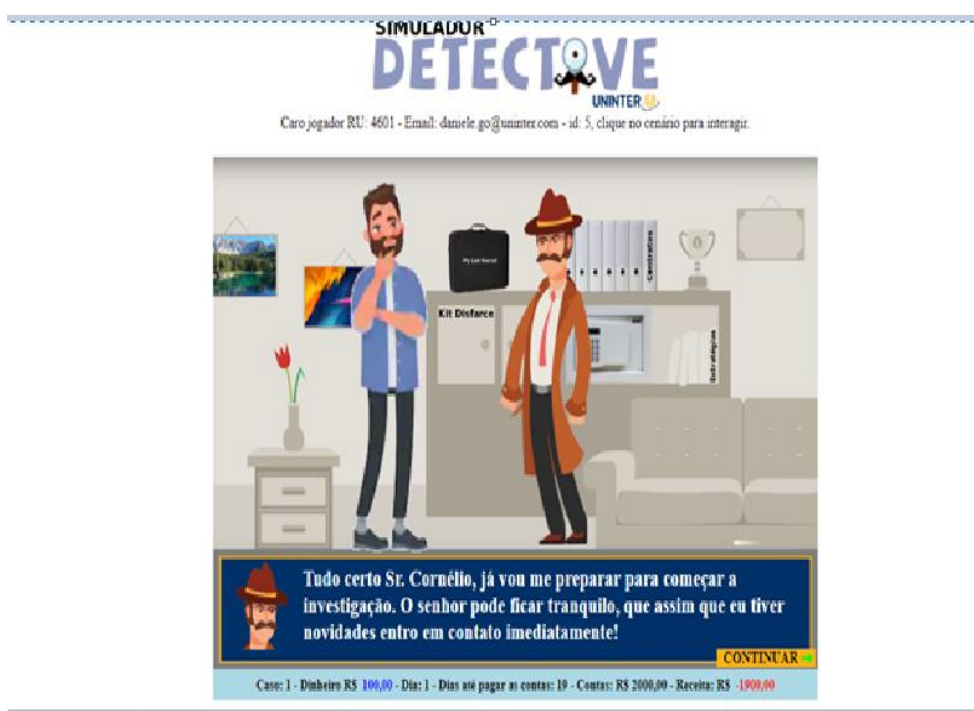 SIMULADOR
DETECTIVE
UNINTER
Caro jogador RU: 4601 - Email: daniele.go@uninter.com - id: 5, clique no cenário para interagir.
Contratos
Kit Disfarce
Estratégias
Tudo certo Sr. Cornélio, já vou me preparar para começar a
investigação. O senhor pode ficar tranquilo, que assim que eu tiver
novidades entro em contato imediatamente!
CONTINUAR
Caso: 1 - Dinheiro R$ 100,00 - Dia: 1 - Dias até pagar as contas: 19 - Contas: R$ 2000,00 - Receita: R$ -1900,00